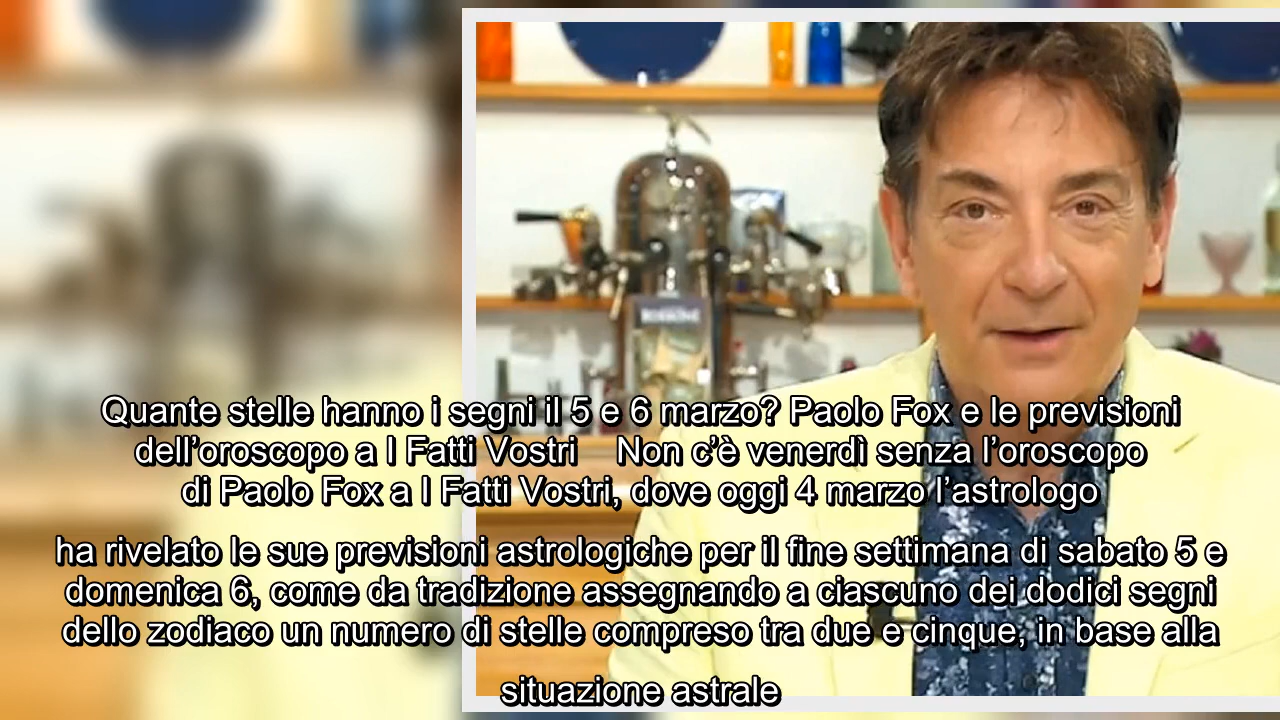 Quante stelle hanno i segni il 5 e 6 marzo? Paolo Fox e le previsioni
dell’oroscopo a I Fatti Vostri Non c’è venerdì senza l’oroscopo
di Paolo Fox a I Fatti Vostri, dove oggi 4 marzo l’astrologo
ha rivelato le sue previsioni astrologiche per il fine settimana di sabato 5 e
domenica 6, come da tradizione assegnando a ciascuno dei dodici segni
dello zodiaco un numero di stelle compreso tra due e cinque, in base alla
situazione astrale